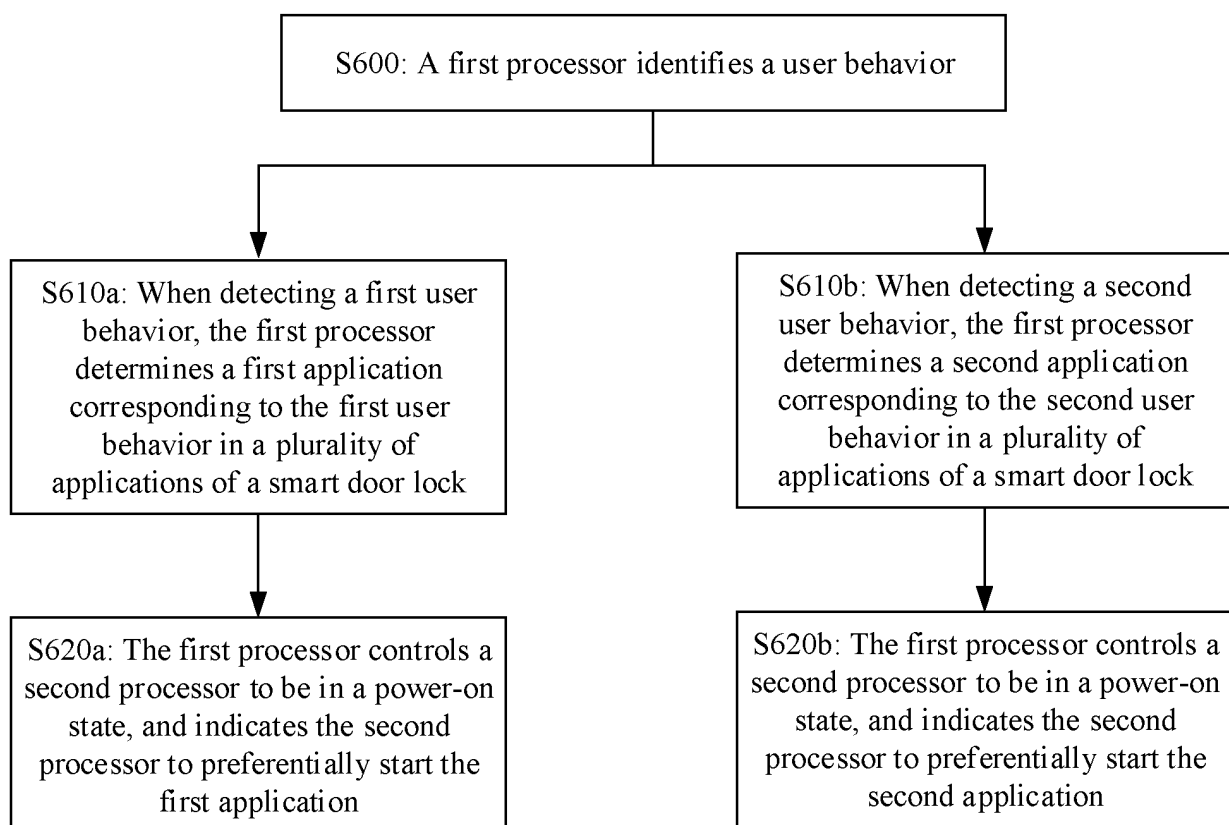 S600: A first processor identifies a user behavior
S610a: When detecting a first user
behavior, the first processor
determines a first application
corresponding to the first user
behavior in a plurality of
applications of a smart door lock
S610b: When detecting a second
user behavior, the first processor
determines a second application
corresponding to the second user
behavior in a plurality of
applications of a smart door lock
S620a: The first processor controls a
second processor to be in a power-on
state, and indicates the second
processor to preferentially start the
first application
S620b: The first processor controls a
second processor to be in a power-on
state, and indicates the second
processor to preferentially start the
second application